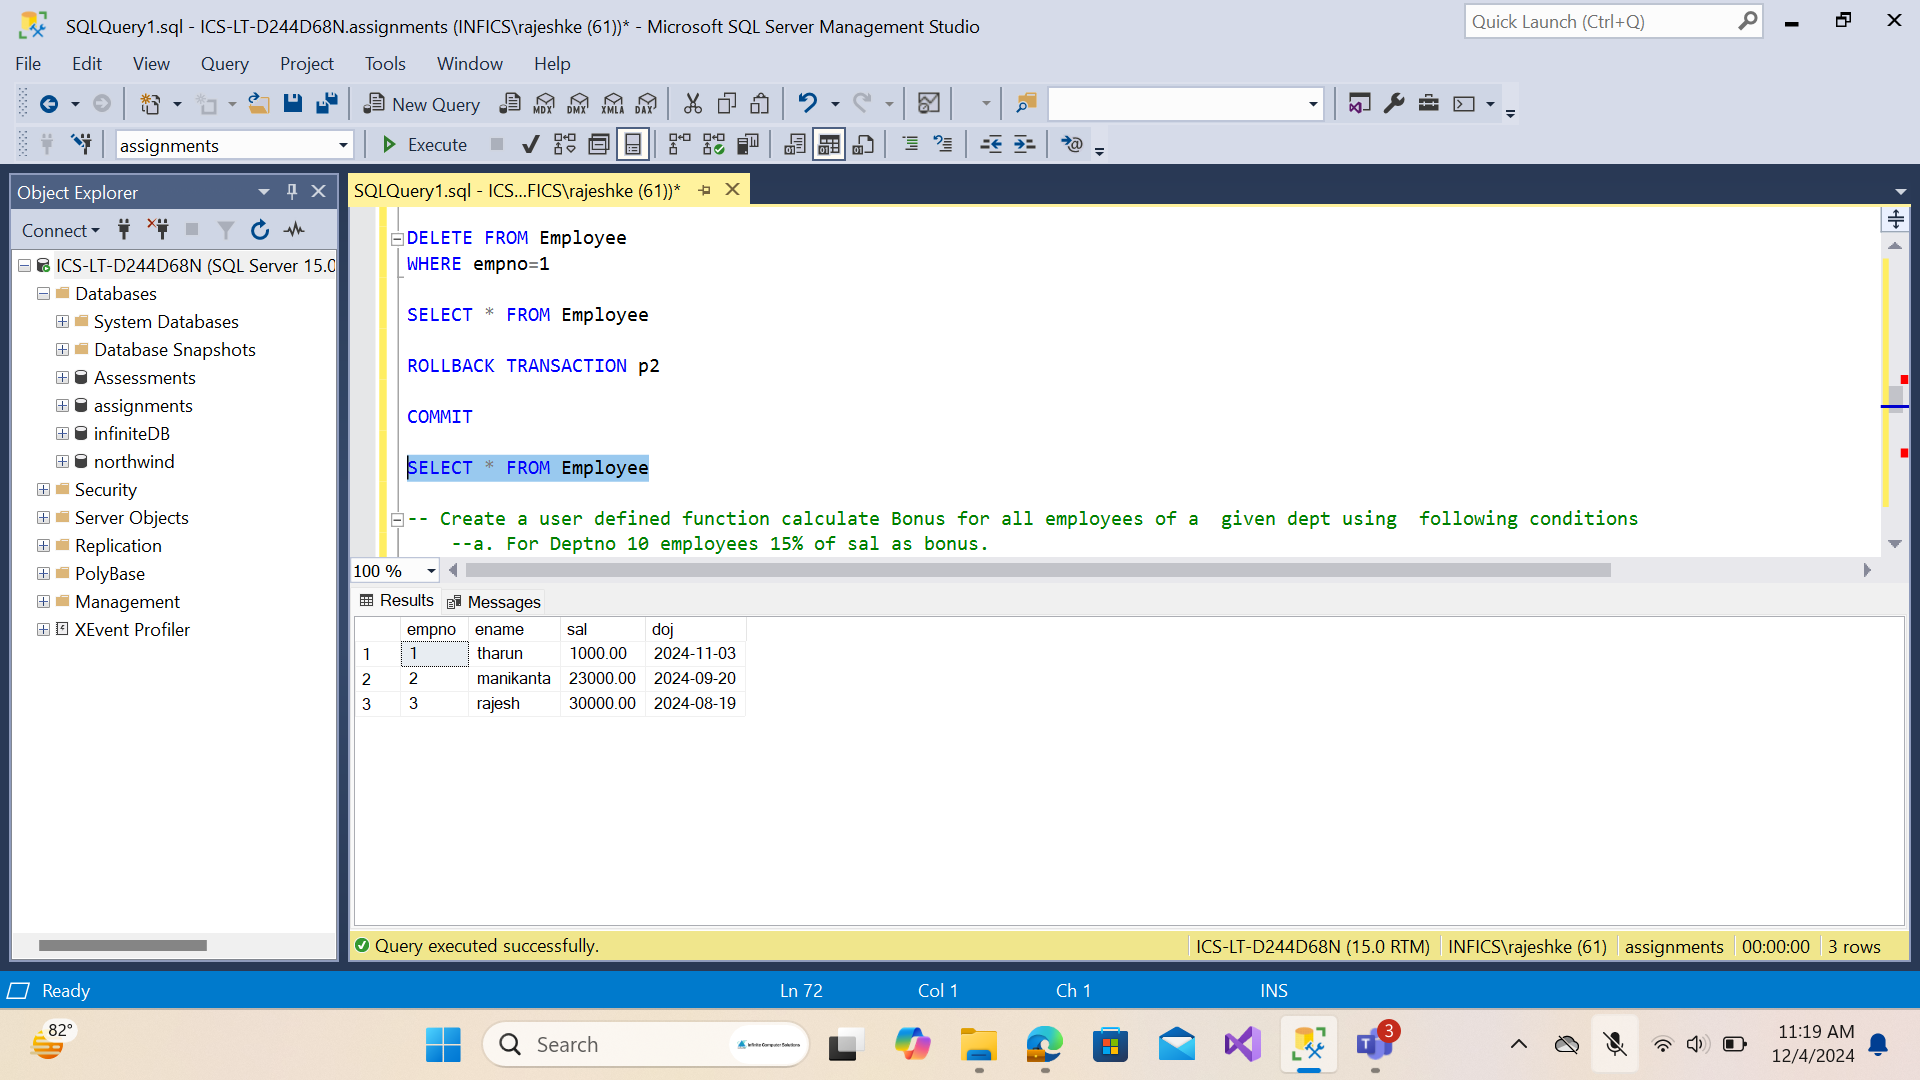 SQLQuery1.sql - ICS-LT-D244D68N.assignments (INFICS\rajeshke (61))* - Microsoft SQL Server Management Studio
Quick Launch (Ctrl+Q)
File Edit View Query Project Tools Window Help
New Query MDX DMX XMLA DAX
assignments Execute
Object Explorer
Connect
ICS-LT-D244D68N (SQL Server 15.0
Databases
System Databases
Database Snapshots
Assessments
assignments
infiniteDB
northwind
Security
Server Objects
Replication
PolyBase
Management
XEvent Profiler
SQLQuery1.sql - ICS...FICS\rajeshke (61))*
DELETE FROM Employee
WHERE empno=1
SELECT * FROM Employee
ROLLBACK TRANSACTION p2
COMMIT
SELECT * FROM Employee
-- Create a user defined function calculate Bonus for all employees of a  given dept using  following conditions
--a. For Deptno 10 employees 15% of sal as bonus.
100 %
Results Messages
empno ename sal doj
1 1 tharun 1000.00 2024-11-03
2 2 manikanta 23000.00 2024-09-20
3 3 rajesh 30000.00 2024-08-19
Query executed successfully. ICS-LT-D244D68N (15.0 RTM) INFICS\rajeshke (61) assignments 00:00:00 3 rows
Ready Ln 72 Col 1 Ch 1 INS
82° Search Infinite Computer Solutions 3 11:19 AM
12/4/2024